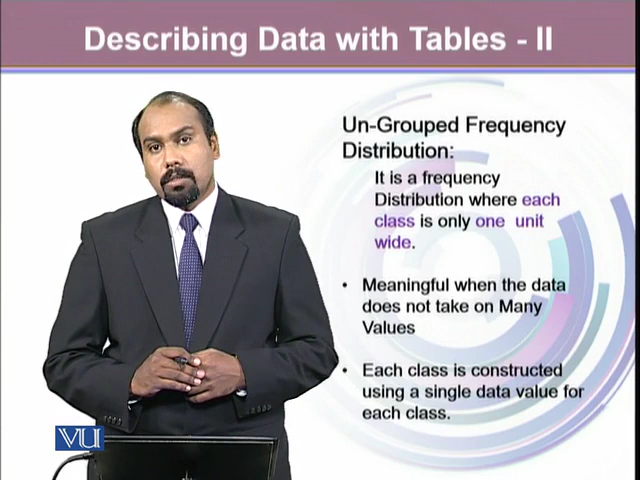 Describing Data with Tables - II
Un-Grouped Frequency
Distribution:
It is a frequency
Distribution where each
class is only one unit
wide.
• Meaningful when the data
does not take on Many
Values
• Each class is constructed
using a single data value for
each class.
VU